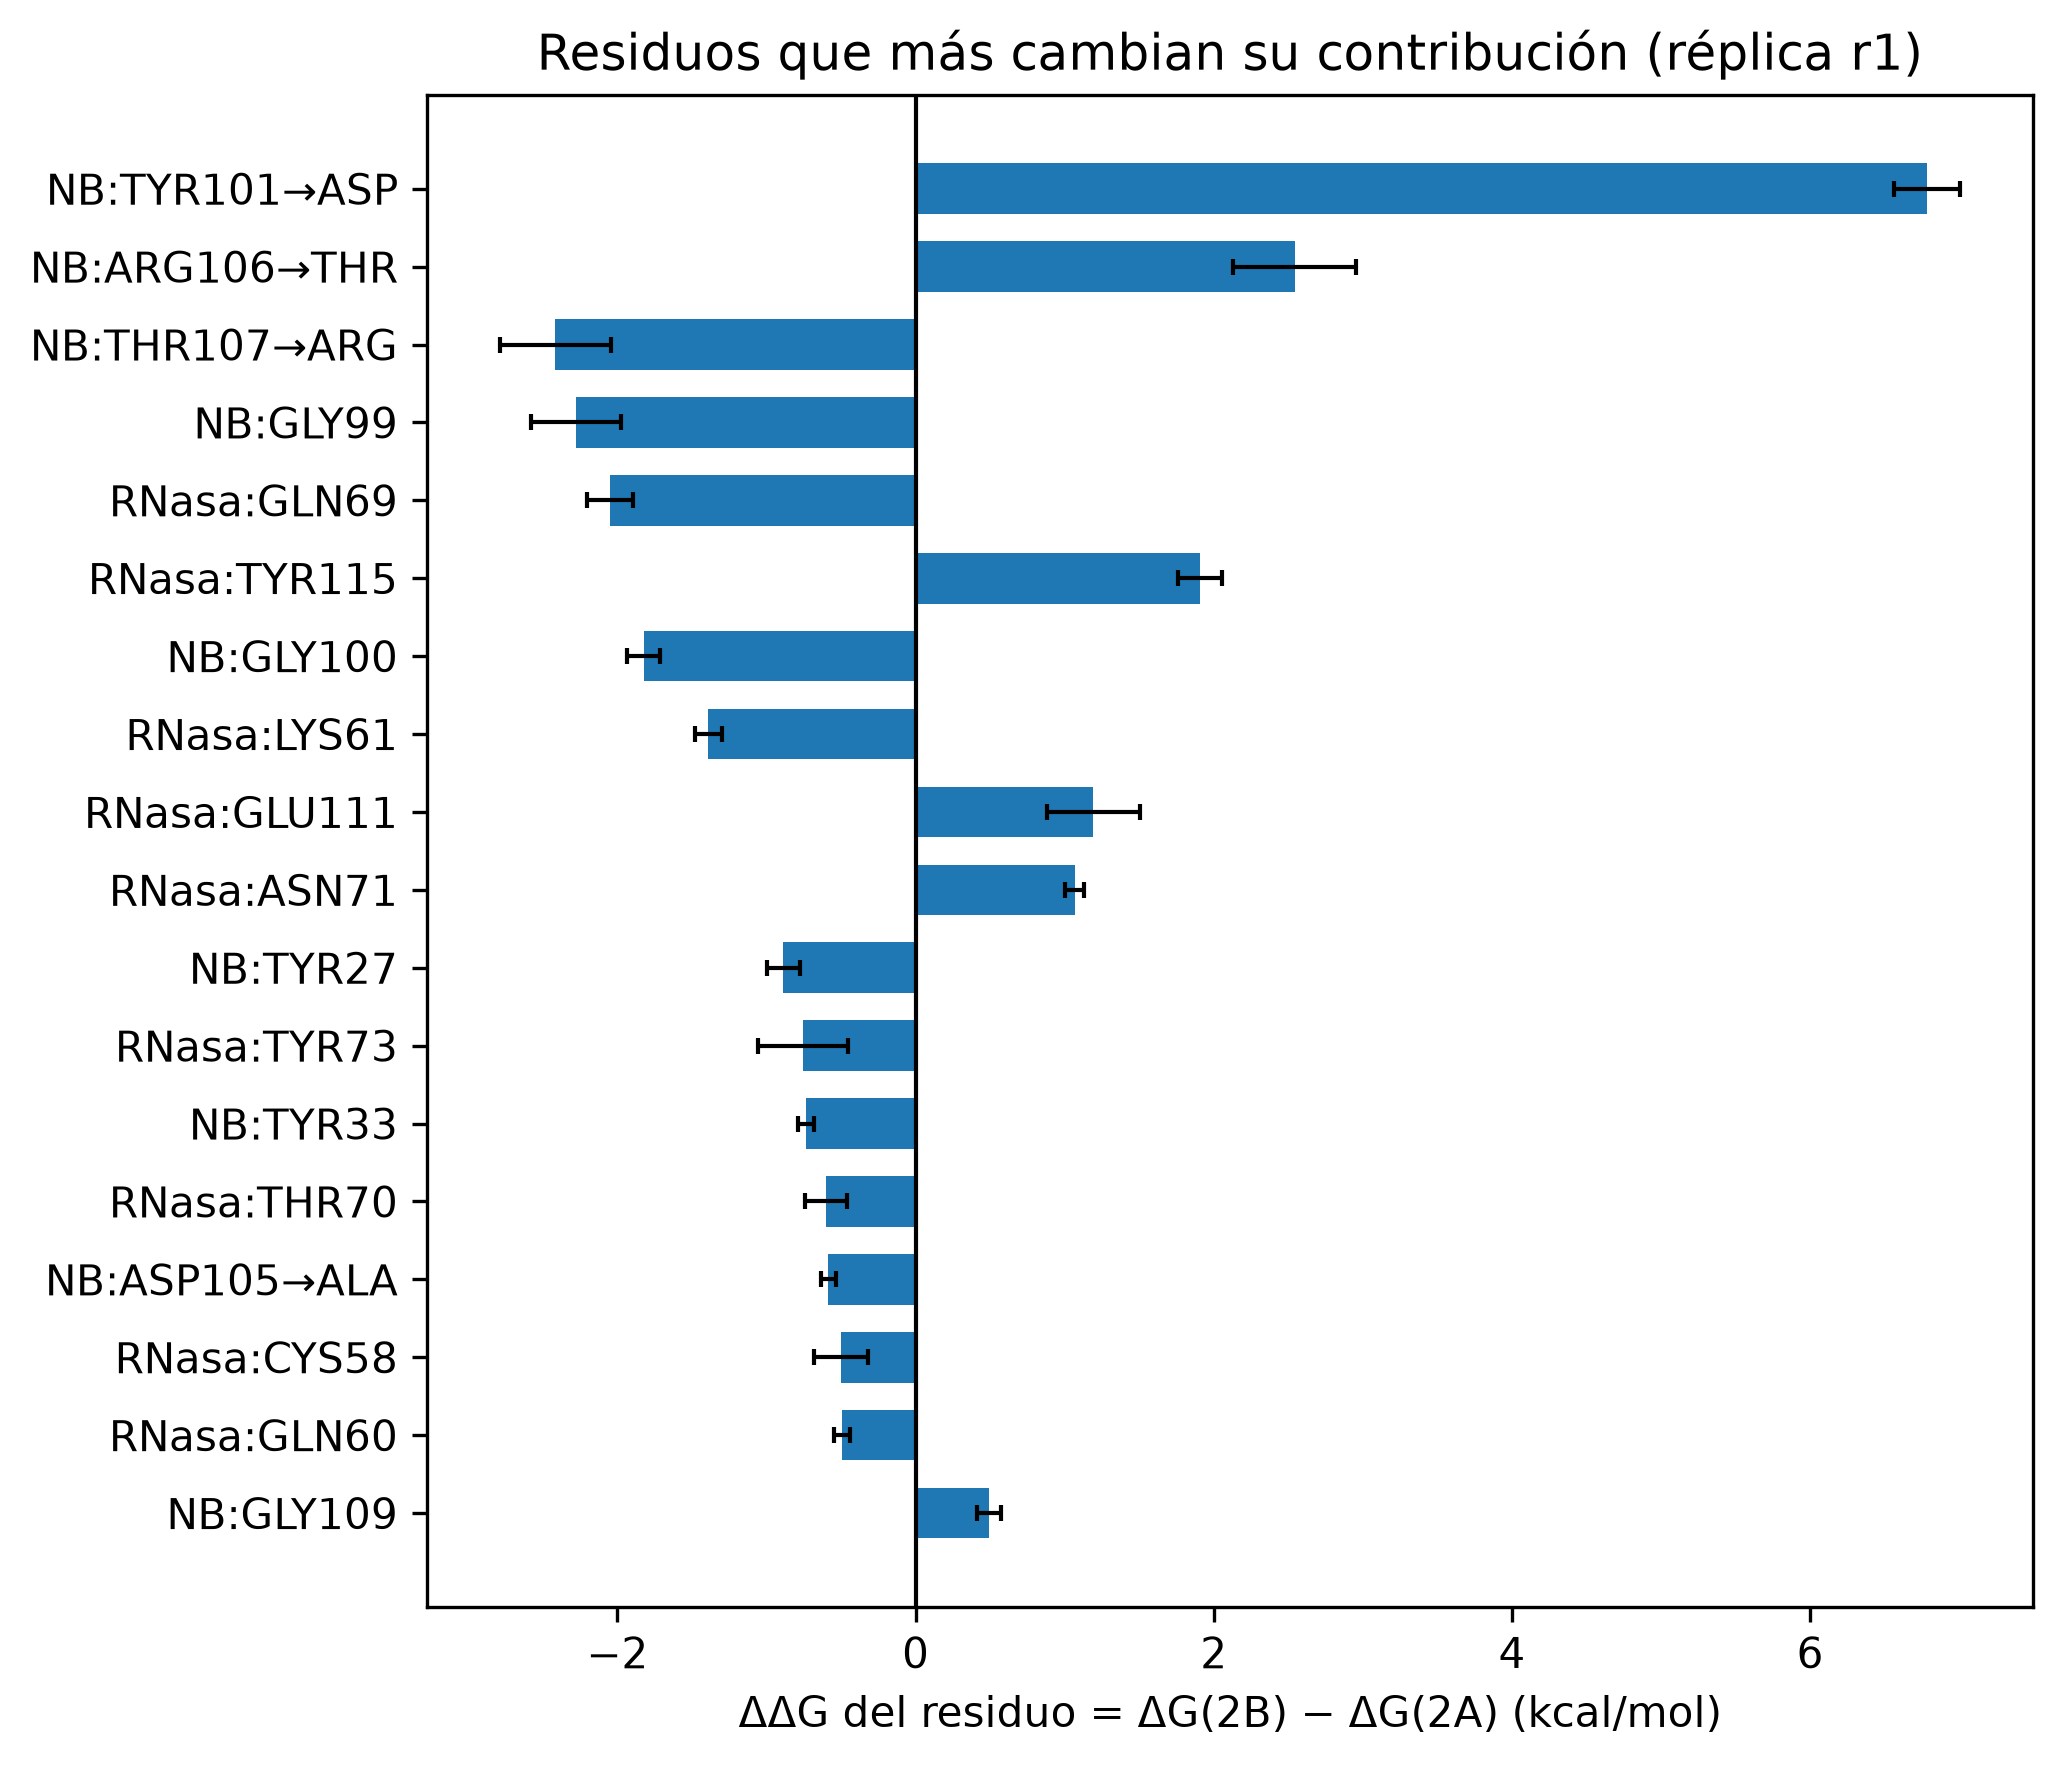 Residuos que más cambian su contribución (réplica r1)
NB:TYR101→ASP
NB:ARG106→THR
NB:THR107→ARG
NB:GLY99
RNasa:GLN69
RNasa:TYR115
NB:GLY100
RNasa:LYS61
RNasa:GLU111
RNasa:ASN71
NB:TYR27
RNasa:TYR73
NB:TYR33
RNasa:THR70
NB:ASP105→ALA
RNasa:CYS58
RNasa:GLN60
NB:GLY109
−2 0 2 4 6
ΔΔG del residuo = ΔG(2B) − ΔG(2A) (kcal/mol)